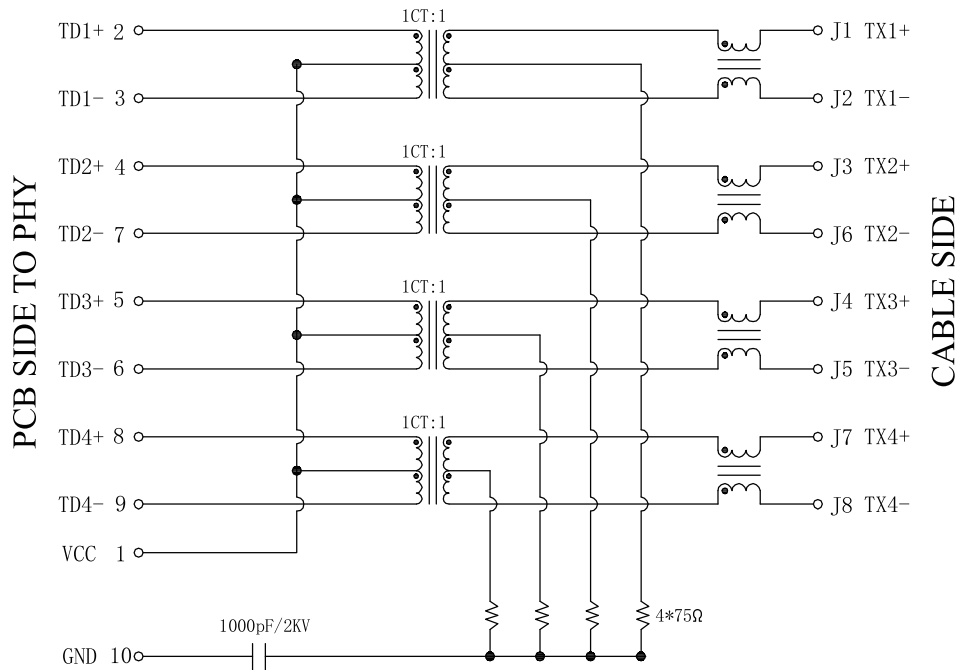 1CT:1
TD1+ 2
J1 TX1+
TD1- 3
J2 TX1-
1CT:1
TD2+ 4
J3 TX2+
TD2- 7
J6 TX2-
1CT:1
TD3+ 5
J4 TX3+
TD3- 6
J5 TX3-
1CT:1
TD4+ 8
J7 TX4+
TD4- 9
J8 TX4-
VCC 1
1000pF/2KV
4*75Ω
GND 10
PCB SIDE TO PHY
CABLE SIDE